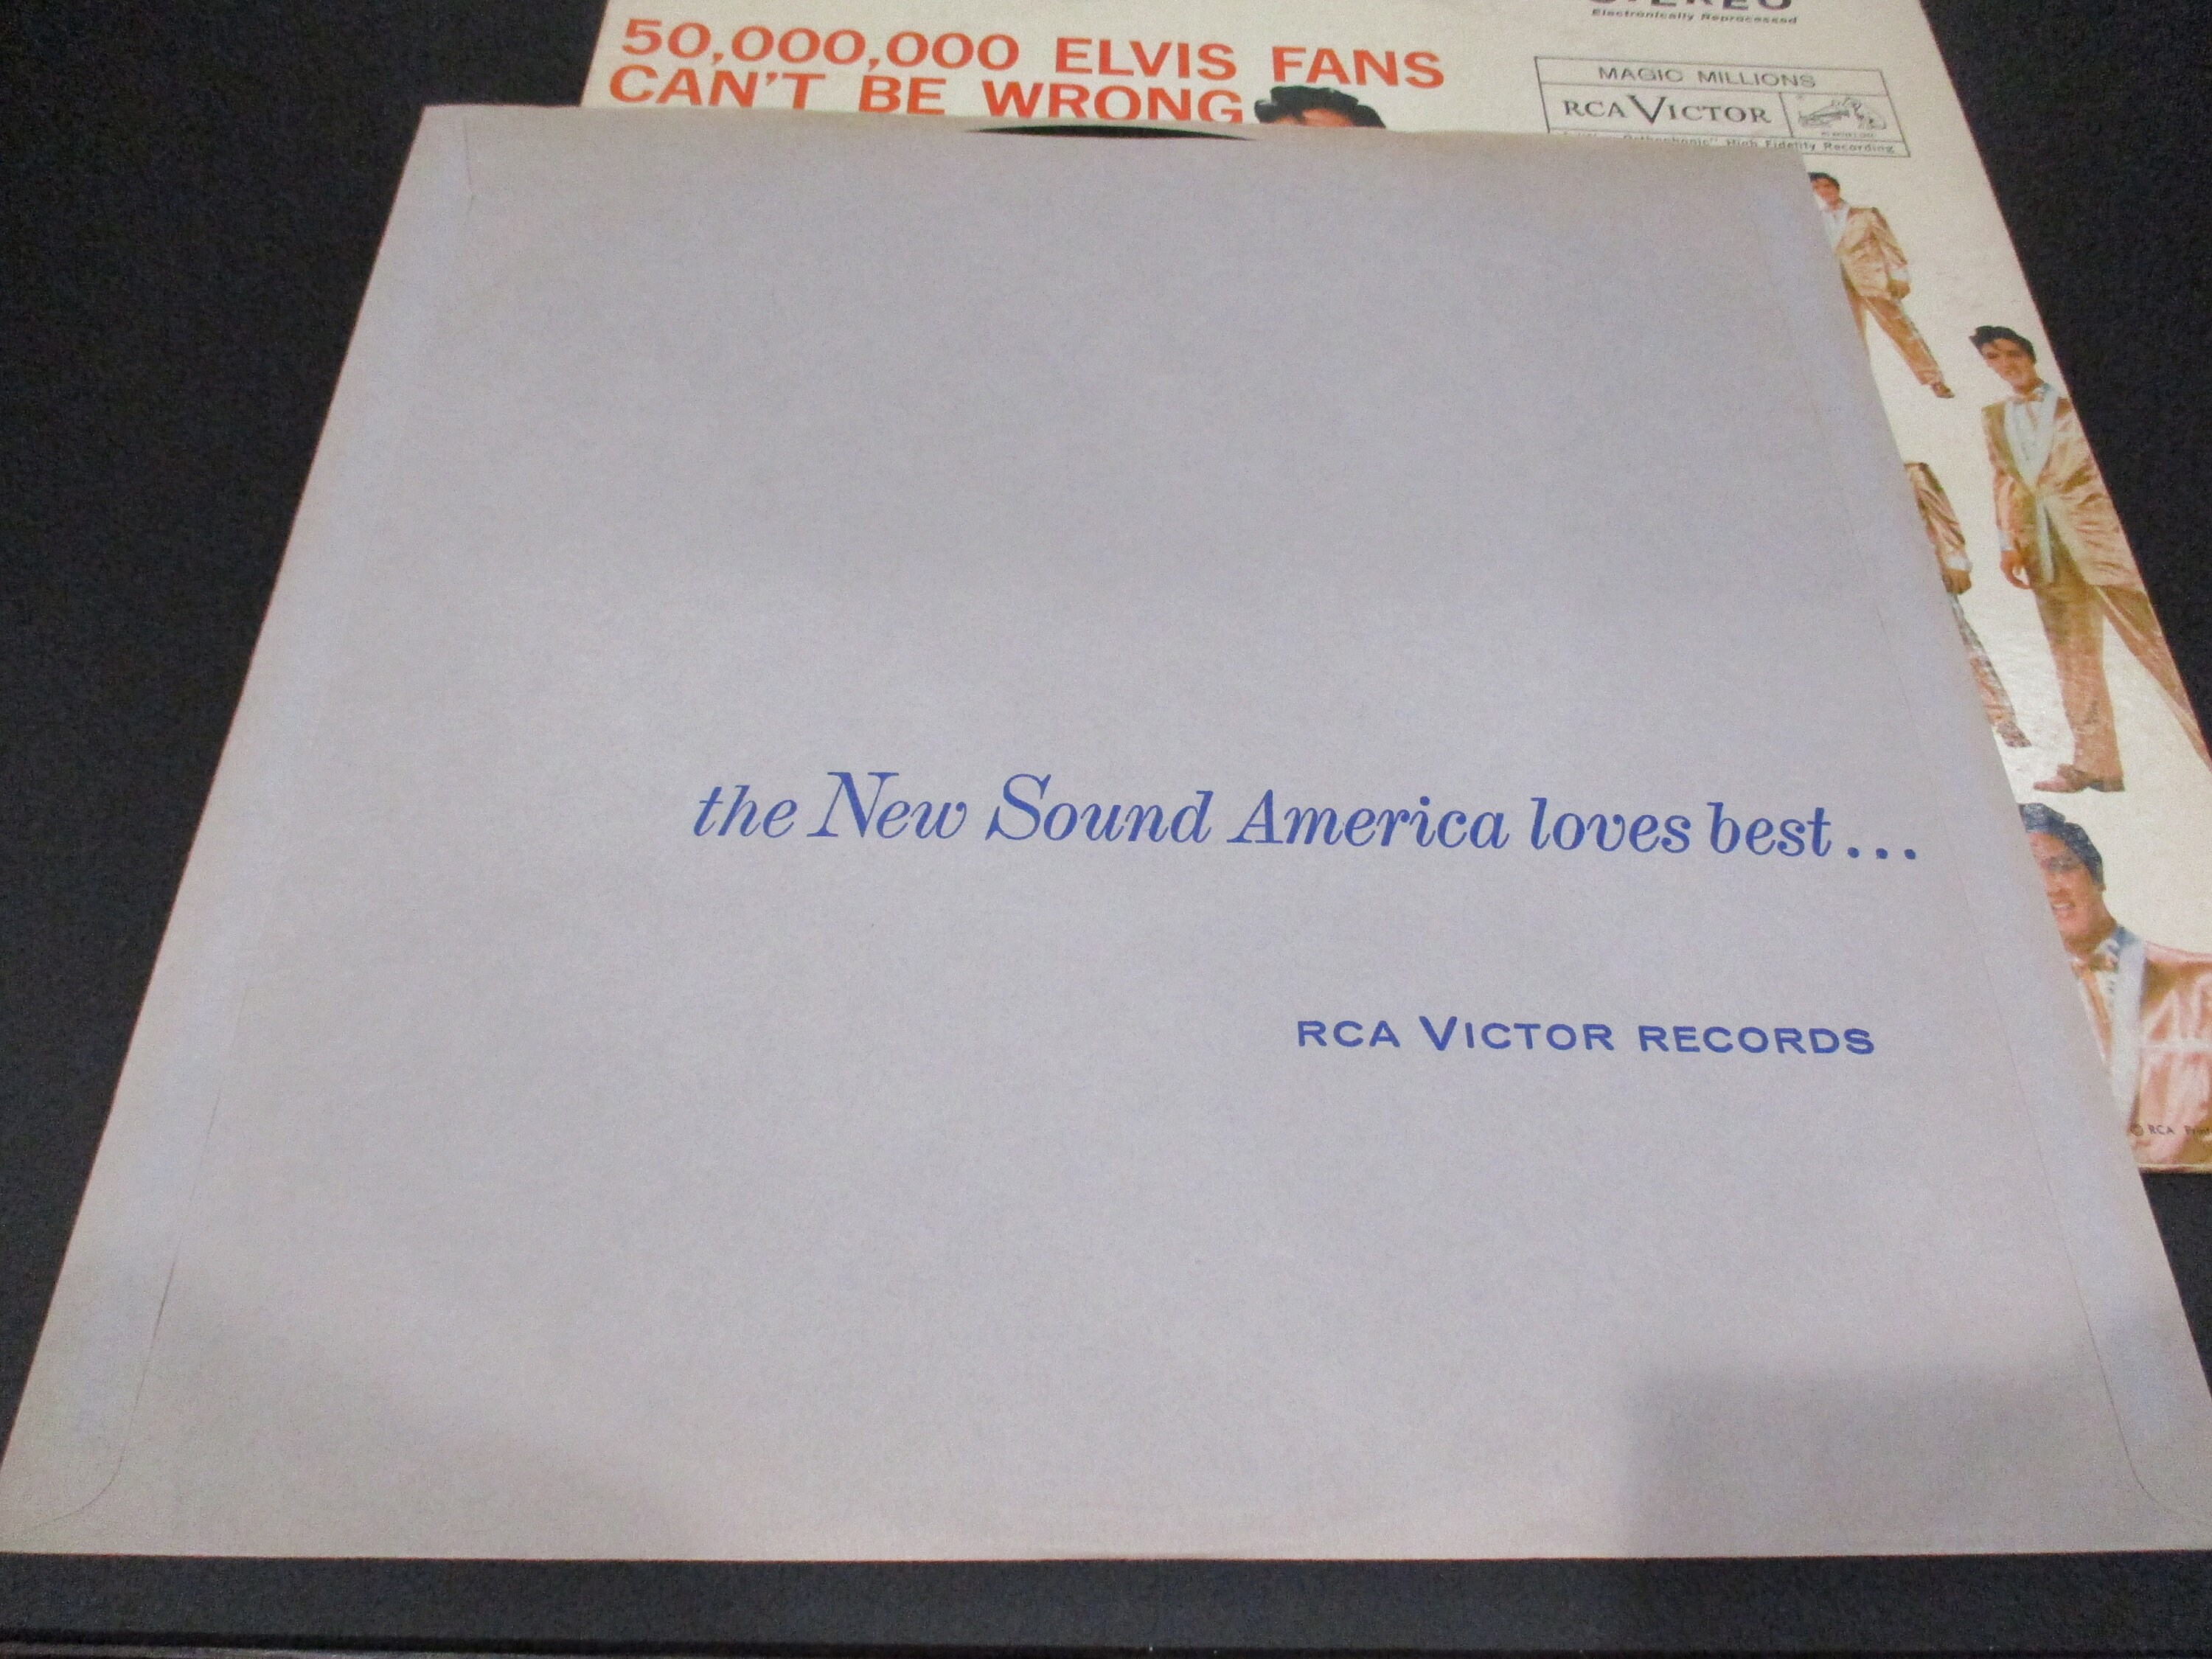 STEREO
Electronically Reprocessed
50,000,000 ELVIS FANS
CAN'T BE WRONG
MAGIC MILLIONS
RCA VICTOR
Orthophonic" High Fidelity Recording
the New Sound America loves best...
RCA VICTOR RECORDS
© RCA